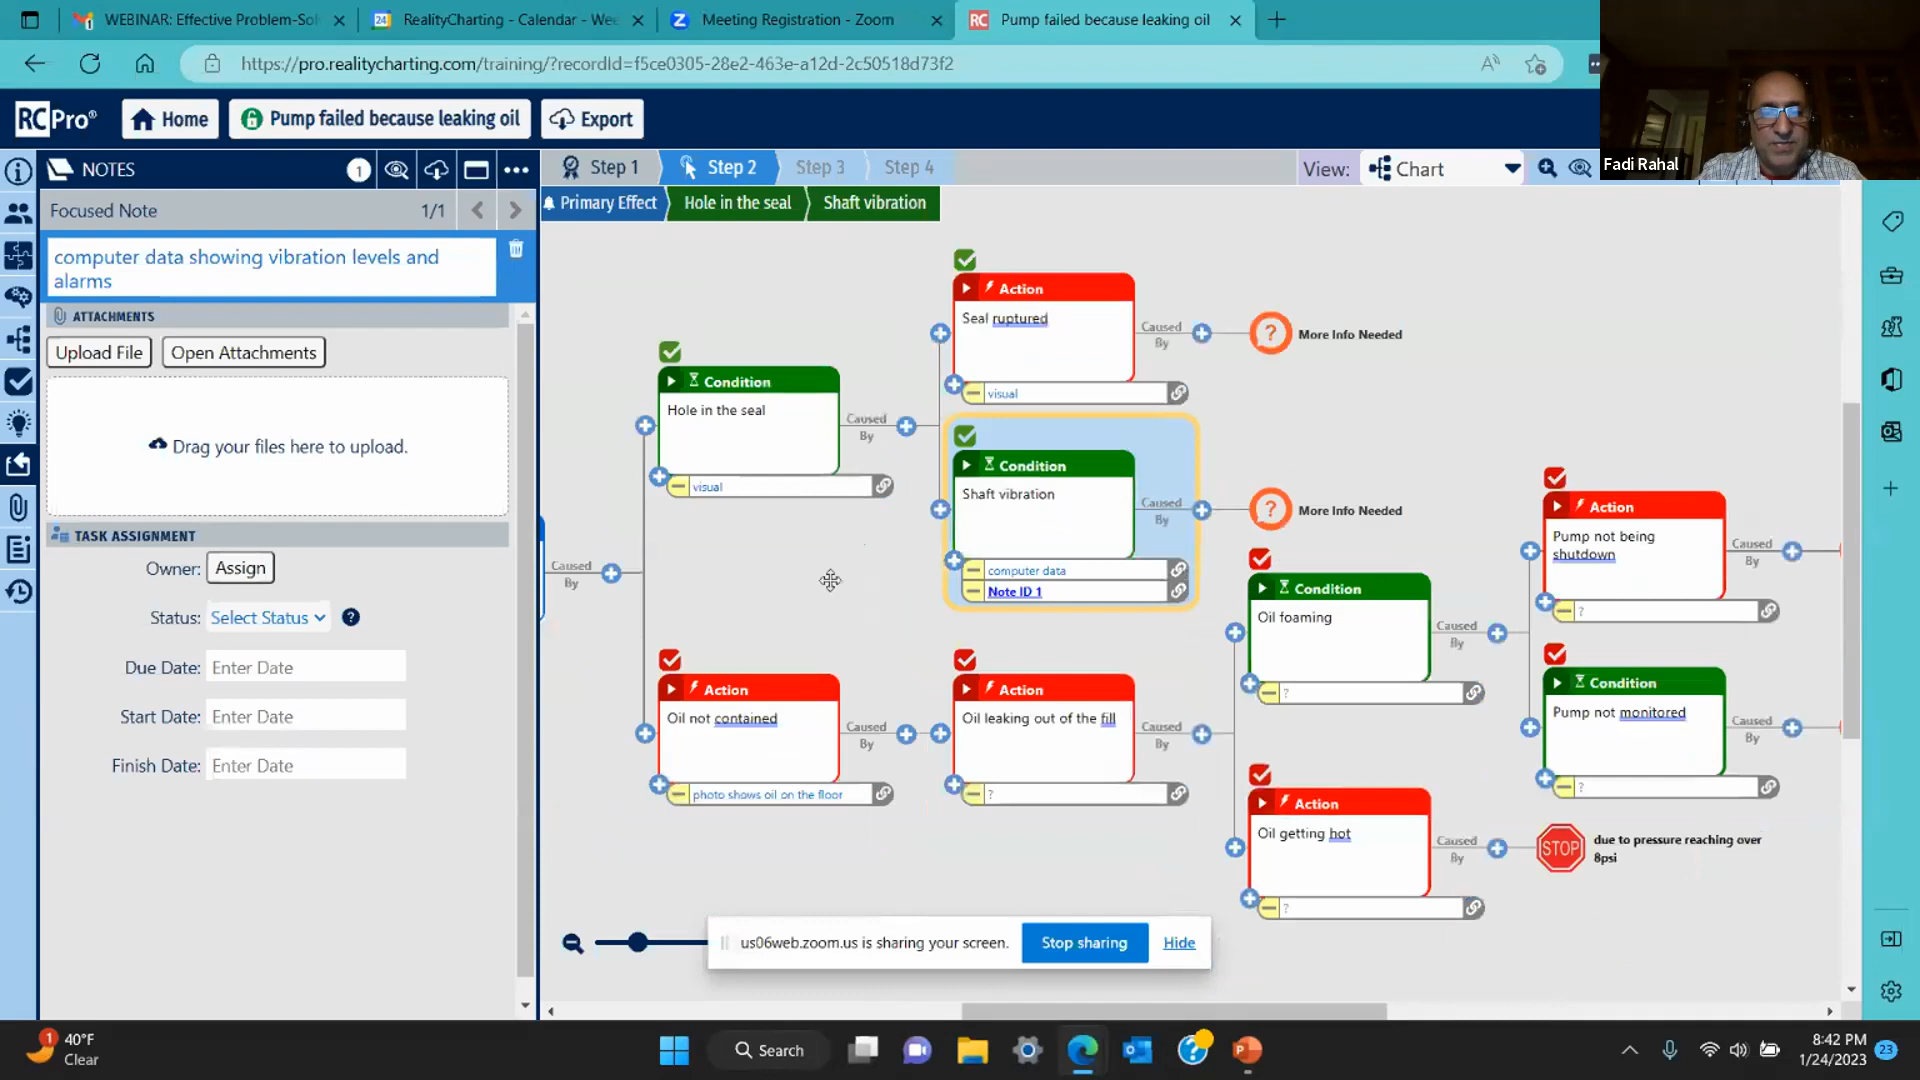 WEBINAR: Effective Problem-Sol
RealityCharting - Calendar - Wee
Meeting Registration - Zoom
Pump failed because leaking oil
https://pro.realitycharting.com/training/?recordId=f5ce0305-28e2-463e-a12d-2c50518d73f2
RCPro®
Home
Pump failed because leaking oil
Export
NOTES
1
Step 1
Step 2
Step 3
Step 4
View:
Chart
Fadi Rahal
Focused Note
1/1
Primary Effect
Hole in the seal
Shaft vibration
computer data showing vibration levels and
alarms
ATTACHMENTS
Upload File
Open Attachments
Drag your files here to upload.
TASK ASSIGNMENT
Owner:
Assign
Status:
Select Status
?
Due Date:
Enter Date
Start Date:
Enter Date
Finish Date:
Enter Date
Action
Seal ruptured
visual
Caused
By
?
More Info Needed
Condition
Hole in the seal
visual
Caused
By
Condition
Shaft vibration
computer data
Note ID 1
Caused
By
?
More Info Needed
Caused
By
Action
Oil not contained
photo shows oil on the floor
Caused
By
Action
Oil leaking out of the fill
?
Caused
By
Condition
Oil foaming
?
Caused
By
Action
Pump not being
shutdown
?
Caused
By
Condition
Pump not monitored
?
Caused
By
Action
Oil getting hot
?
Caused
By
STOP
due to pressure reaching over
8psi
us06web.zoom.us is sharing your screen.
Stop sharing
Hide
1
40°F
Clear
Search
8:42 PM
1/24/2023
23